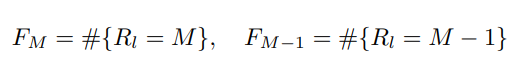 F_M = #{R_l = M}, F_{M−1} = #{R_l = M − 1}